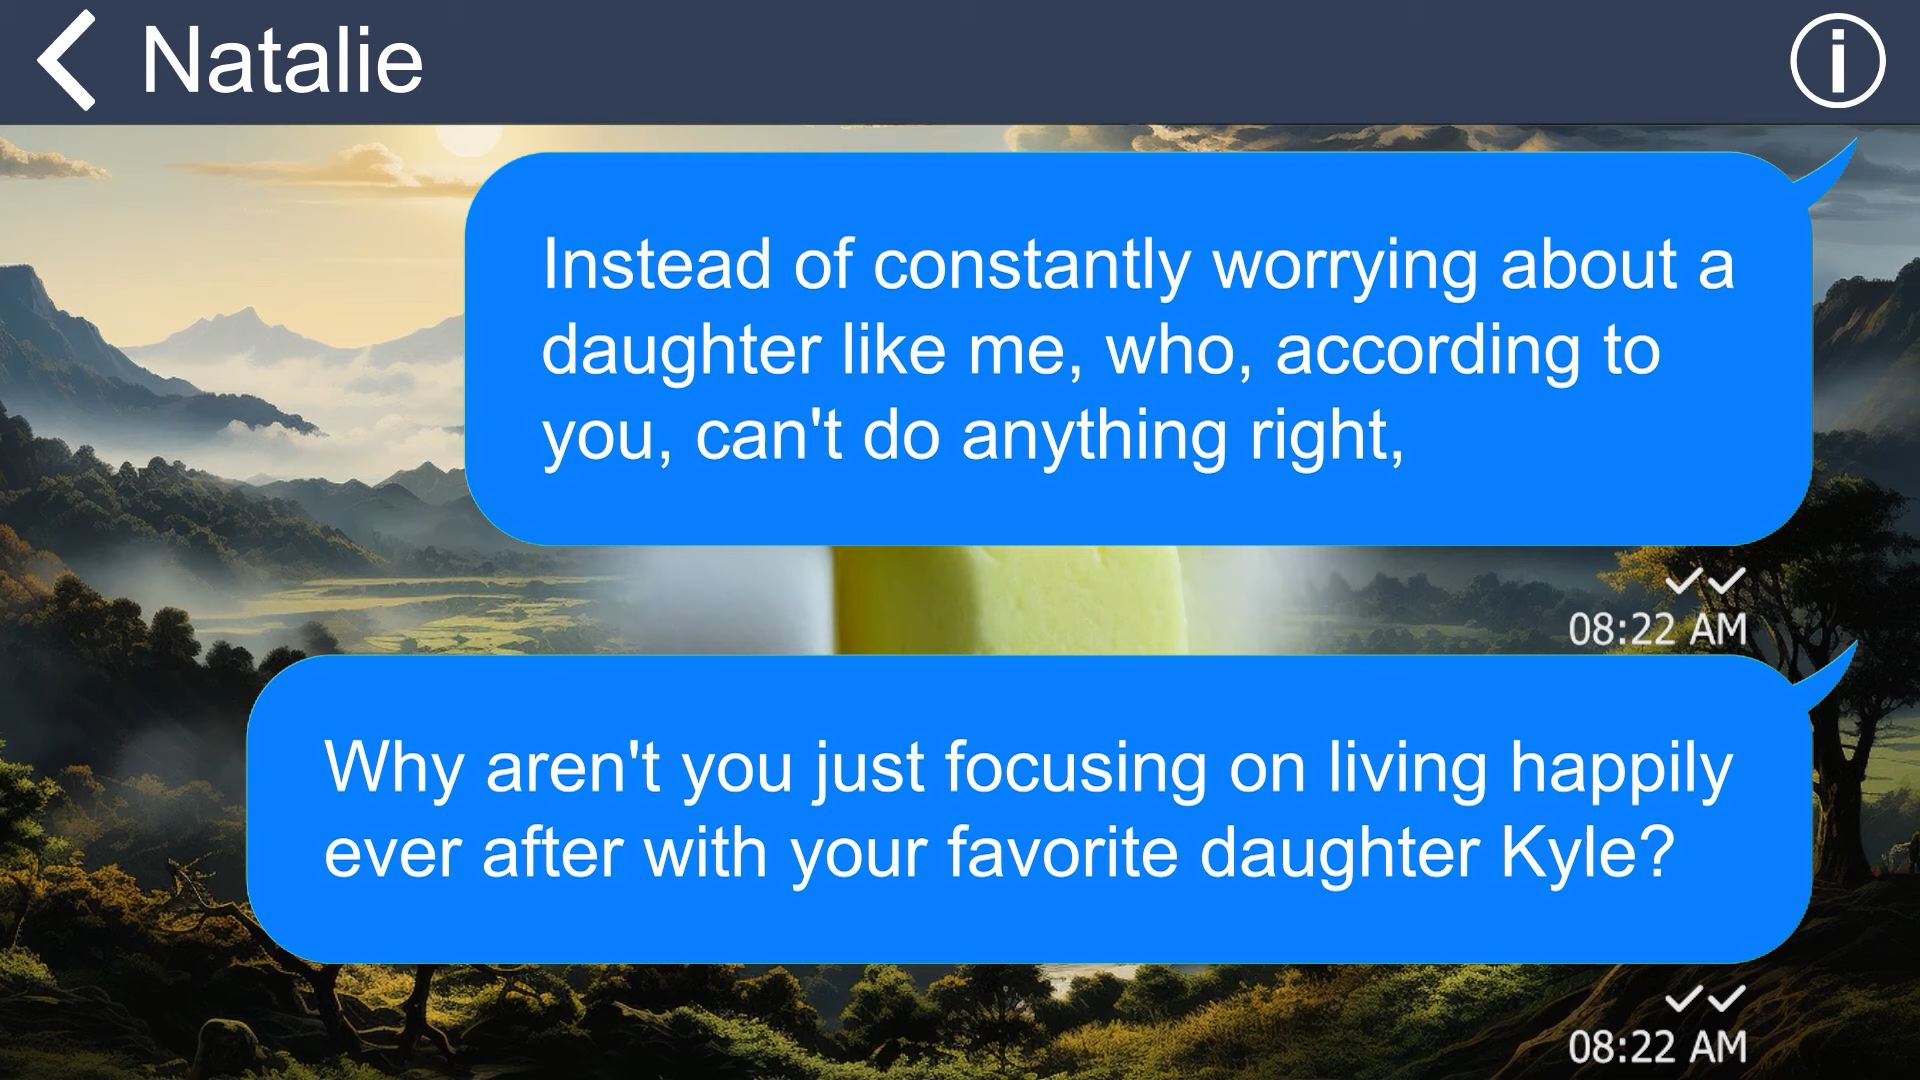 Natalie
Instead of constantly worrying about a
daughter like me, who, according to
you, can't do anything right,
08:22 AM
Why aren't you just focusing on living happily
ever after with your favorite daughter Kyle?
08:22 AM